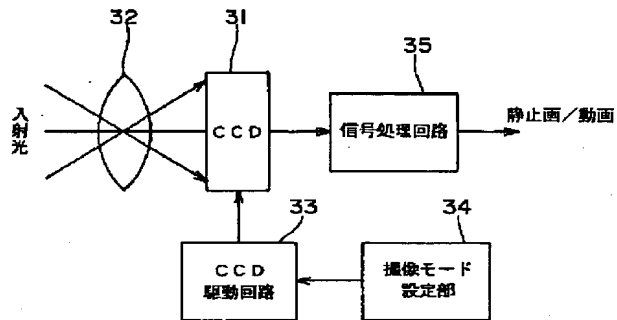 32
31
35
入射光
CCD
信号処理回路
静止画／動画
33
34
CCD
駆動回路
撮像モード
設定部